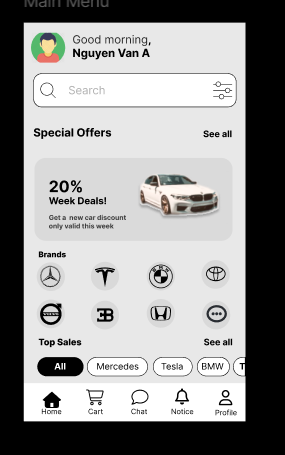 Main Menu
Good morning,
Nguyen Van A
Search
Special Offers
See all
20%
Week Deals!
Get a new car discount
only valid this week
Brands
Top Sales
See all
All
Mercedes
Tesla
BMW
T
Home
Cart
Chat
Notice
Profile